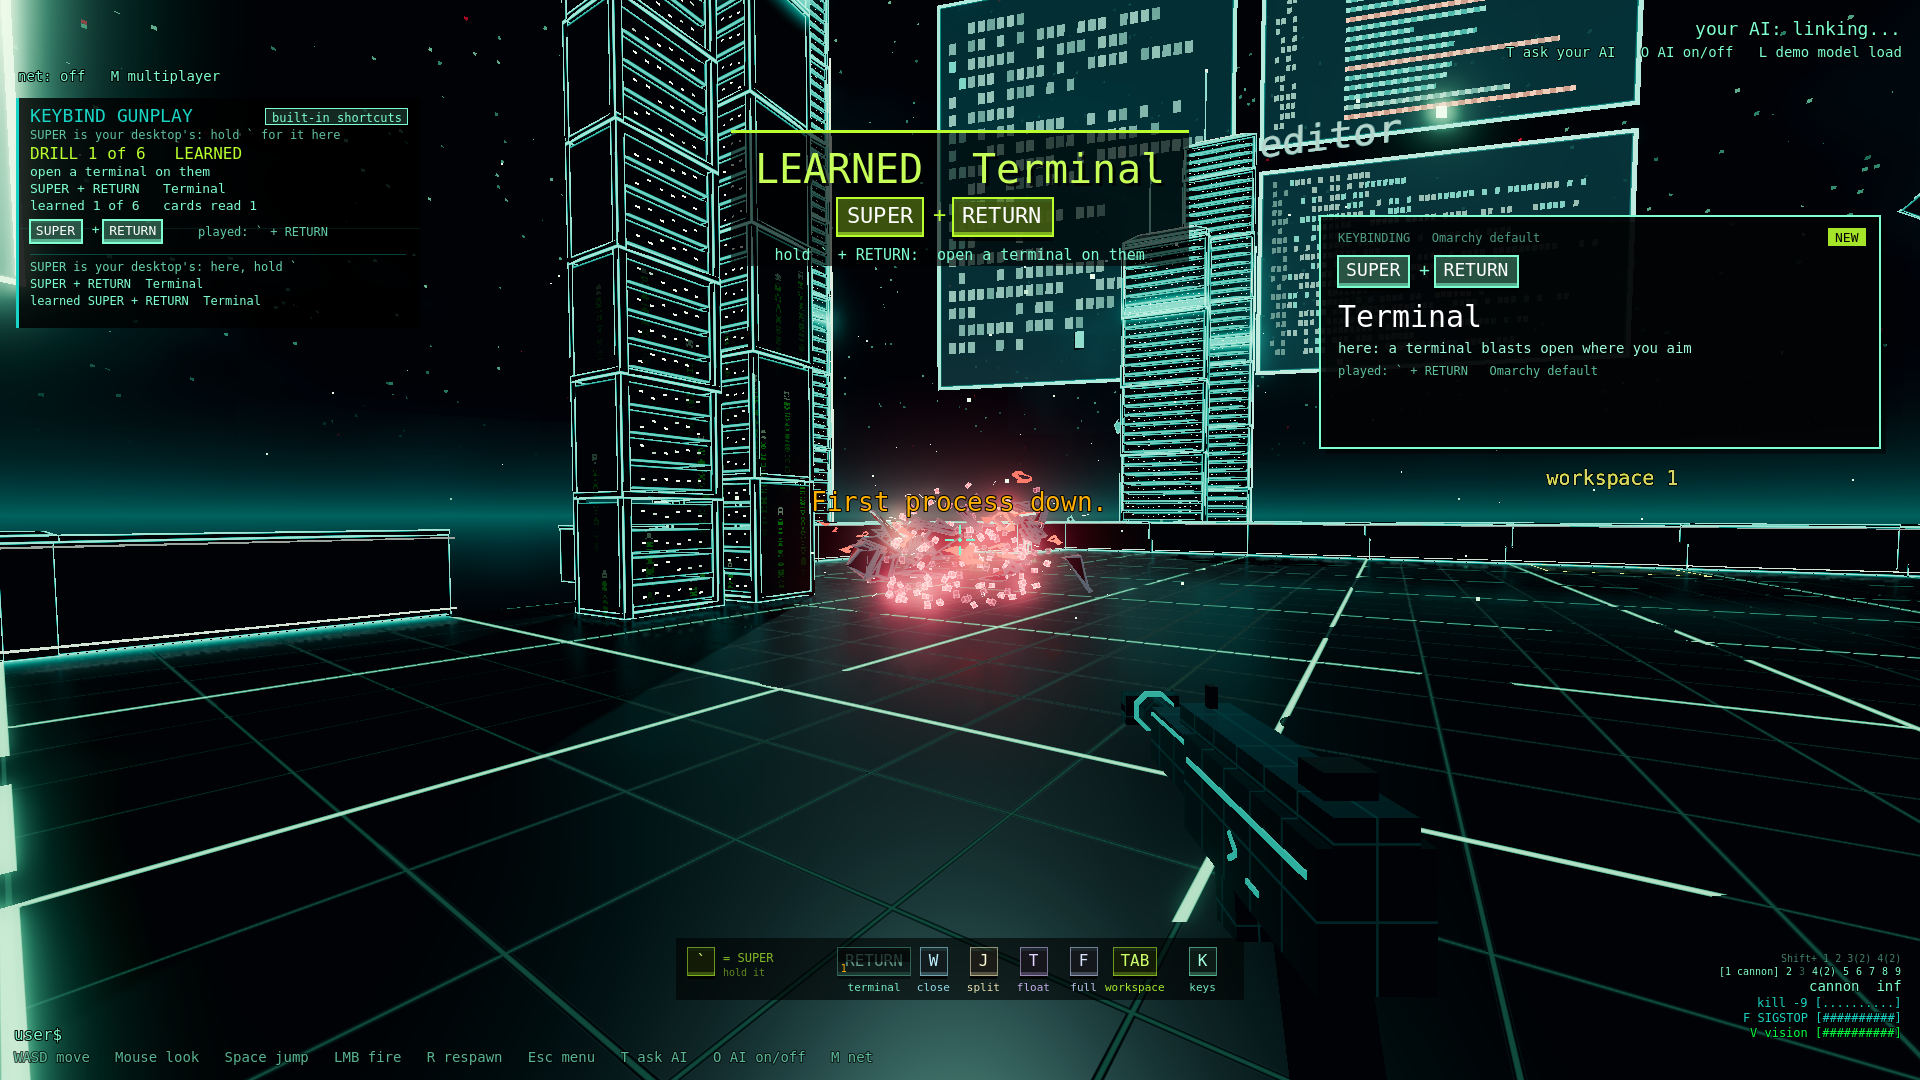 your AI: linking...
T ask your AI   O AI on/off   L demo model load
net: off   M multiplayer
KEYBIND GUNPLAY   built-in shortcuts
SUPER is your desktop's: hold ` for it here
DRILL 1 of 6   LEARNED
open a terminal on them
SUPER + RETURN   Terminal
learned 1 of 6   cards read 1
SUPER + RETURN   played: ` + RETURN
SUPER is your desktop's: here, hold `
SUPER + RETURN  Terminal
learned SUPER + RETURN  Terminal
LEARNED  Terminal
SUPER + RETURN
hold ` + RETURN:  open a terminal on them
editor
KEYBINDING   Omarchy default   NEW
SUPER + RETURN
Terminal
here: a terminal blasts open where you aim
played: ` + RETURN   Omarchy default
workspace 1
First process down.
` = SUPER
hold it
1 RETURN   W   J   T   F   TAB   K
terminal   close   split   float   full   workspace   keys
Shift+ 1 2 3(2) 4(2)
[1 cannon] 2 3 4(2) 5 6 7 8 9
cannon  inf
kill -9 [..........]
F SIGSTOP [##########]
V vision [##########]
user$
WASD move   Mouse look   Space jump   LMB fire   R respawn   Esc menu   T ask AI   O AI on/off   M net